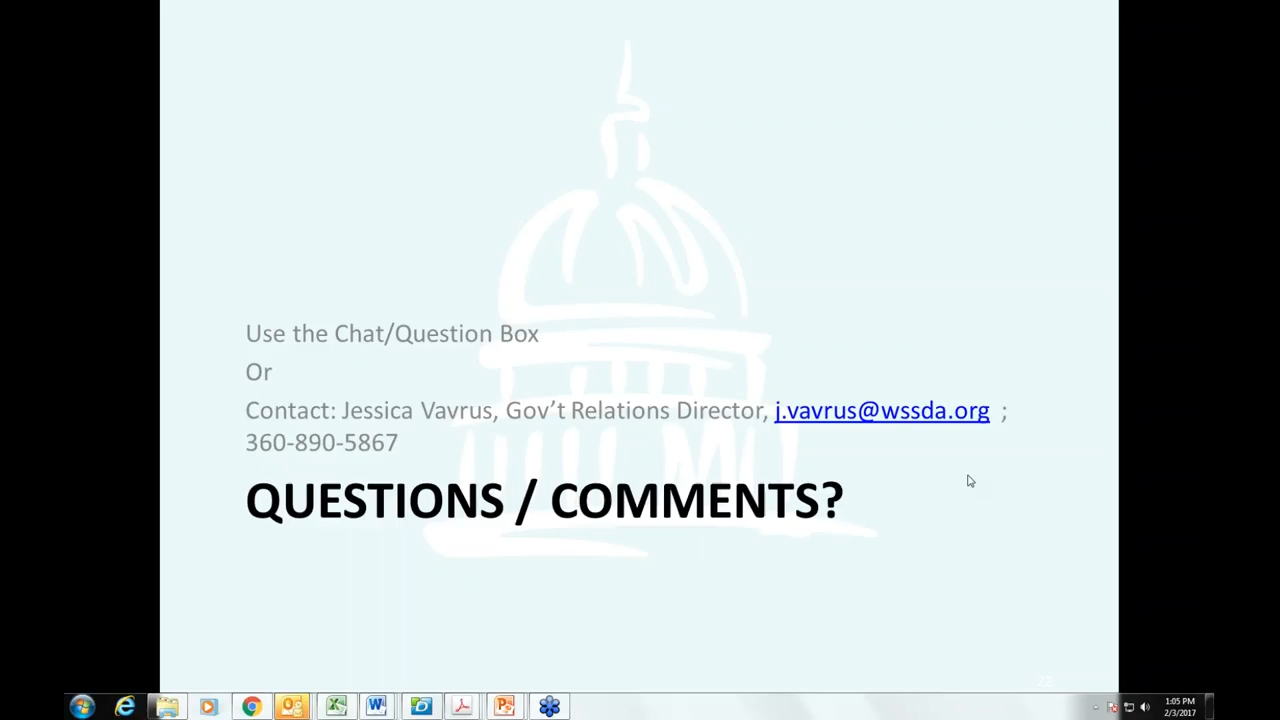 Use the Chat/Question Box
Or
Contact: Jessica Vavrus, Gov’t Relations Director, j.vavrus@wssda.org ;
360-890-5867
QUESTIONS / COMMENTS?
22
1:05 PM
2/3/2017